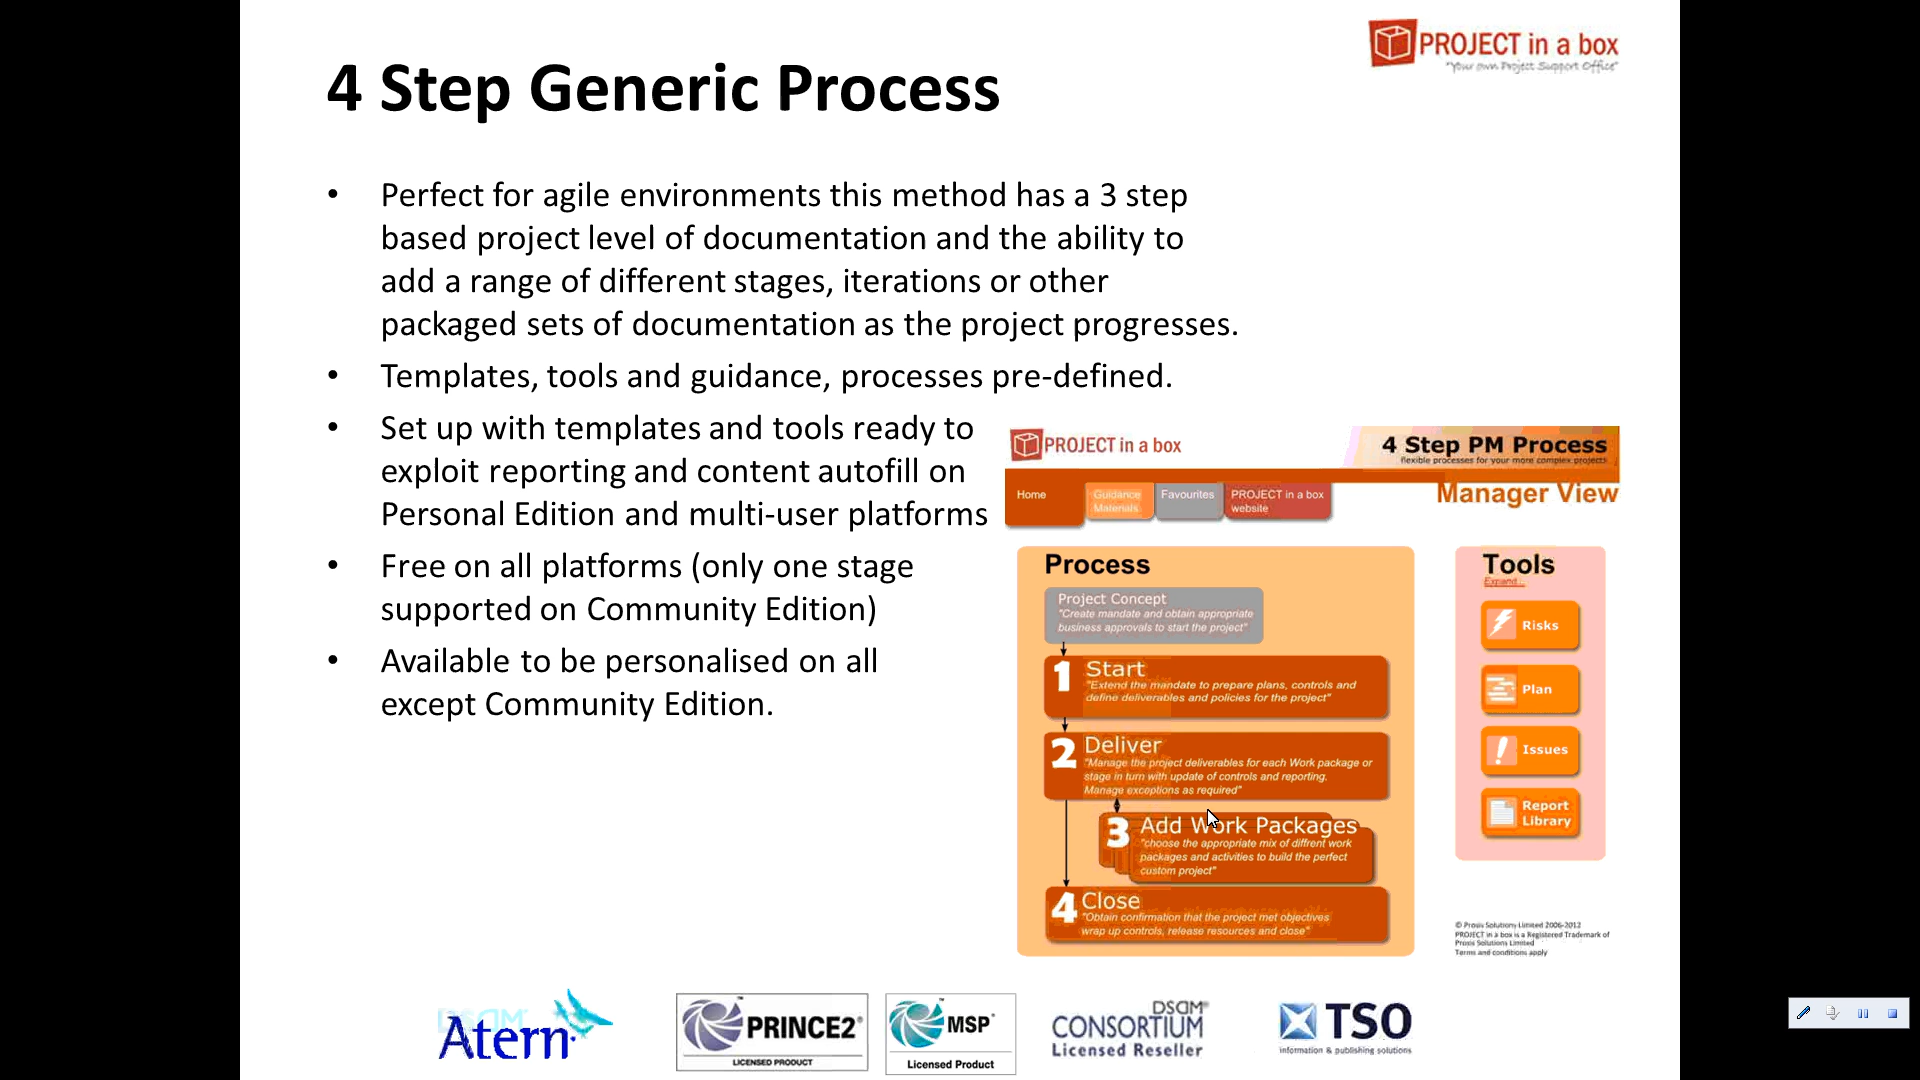 PROJECT in a box
"Your own Project Support Office"
4 Step Generic Process
• Perfect for agile environments this method has a 3 step
based project level of documentation and the ability to
add a range of different stages, iterations or other
packaged sets of documentation as the project progresses.
• Templates, tools and guidance, processes pre-defined.
• Set up with templates and tools ready to
exploit reporting and content autofill on
Personal Edition and multi-user platforms
• Free on all platforms (only one stage
supported on Community Edition)
• Available to be personalised on all
except Community Edition.
PROJECT in a box
4 Step PM Process
flexible processes for your more complex projects
Manager View
Home
Guidance
Materials
Favourites
PROJECT in a box
website
Process
Project Concept
"Create mandate and obtain appropriate
business approvals to start the project"
1 Start
"Extend the mandate to prepare plans, controls and
define deliverables and policies for the project"
2 Deliver
"Manage the project deliverables for each Work package or
stage in turn with update of controls and reporting.
Manage exceptions as required"
3 Add Work Packages
"choose the appropriate mix of diffrent work
packages and activities to build the perfect
custom project"
4 Close
"Obtain confirmation that the project met objectives
wrap up controls, release resources and close"
Tools
Expand...
Risks
Plan
Issues
Report
Library
© Prosis Solutions Limited 2006-2012
PROJECT in a box is a Registered Trademark of
Prosis Solutions Limited
Terms and conditions apply
DSDM
Atern
PRINCE2
LICENSED PRODUCT
MSP
Licensed Product
DSDM
CONSORTIUM
Licensed Reseller
TSO
information & publishing solutions